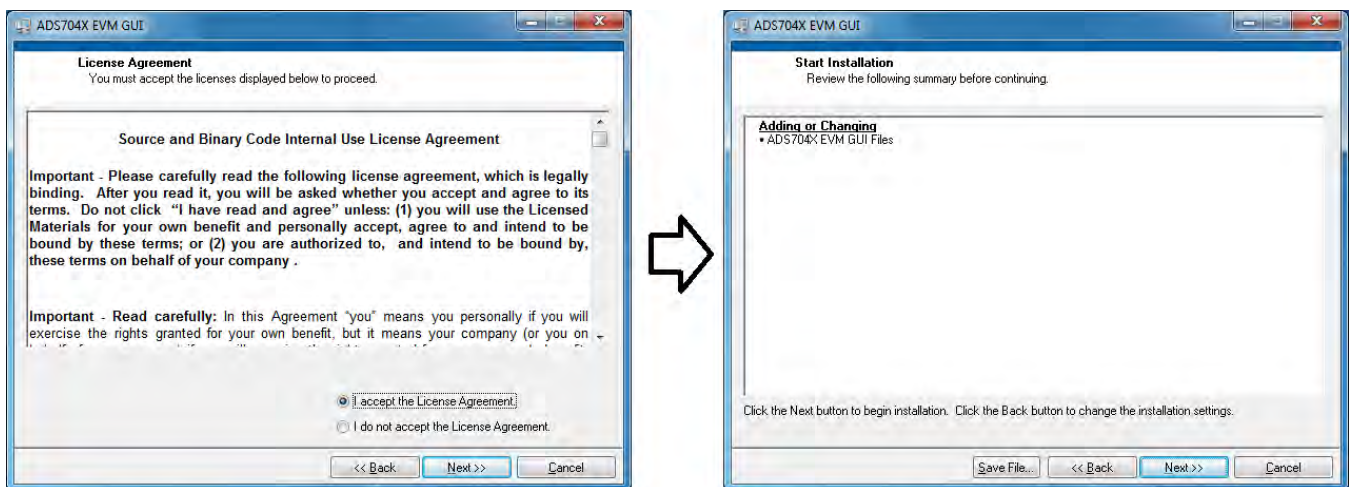 ADS704X EVM GUI
License Agreement
You must accept the licenses displayed below to proceed.
Source and Binary Code Internal Use License Agreement
Important - Please carefully read the following license agreement, which is legally
binding. After you read it, you will be asked whether you accept and agree to its
terms. Do not click “I have read and agree” unless: (1) you will use the Licensed
Materials for your own benefit and personally accept, agree to and intend to be
bound by these terms; or (2) you are authorized to, and intend to be bound by,
these terms on behalf of your company .
Important - Read carefully: In this Agreement “you” means you personally if you will
exercise the rights granted for your own benefit, but it means your company (or you on
I accept the License Agreement.
I do not accept the License Agreement.
<< Back Next >> Cancel
ADS704X EVM GUI
Start Installation
Review the following summary before continuing.
Adding or Changing
• ADS704X EVM GUI Files
Click the Next button to begin installation. Click the Back button to change the installation settings.
Save File... << Back Next >> Cancel